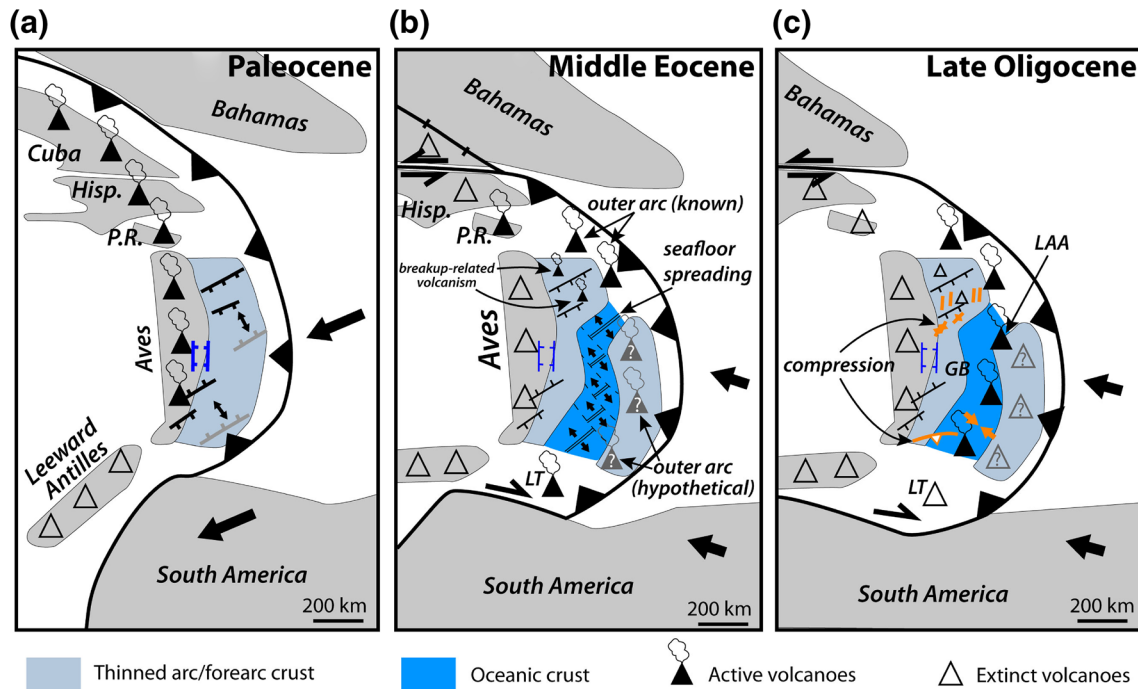 (a)
Paleocene
Bahamas
Cuba
Hisp.
P.R.
Aves
Leeward
Antilles
South America
200 km
(b)
Middle Eocene
Bahamas
Hisp.
P.R.
outer arc (known)
breakup-related
volcanism
seafloor
spreading
Aves
?
?
?
LT
outer arc
(hypothetical)
South America
200 km
(c)
Late Oligocene
Bahamas
LAA
compression
GB
?
?
?
LT
South America
200 km
Thinned arc/forearc crust
Oceanic crust
Active volcanoes
Extinct volcanoes